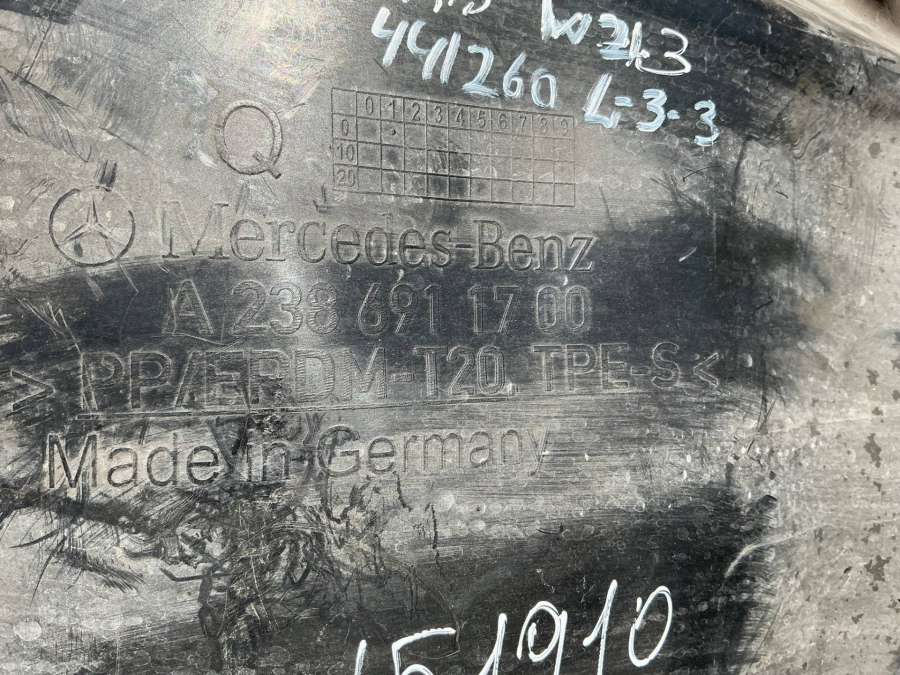 W213
441260 L-3-3
Q
0 1 2 3 4 5 6 7 8 9
0
10
20
Mercedes-Benz
A 238 691 17 00
>PP/EPDM-T20, TPE-S<
Made in Germany
151910